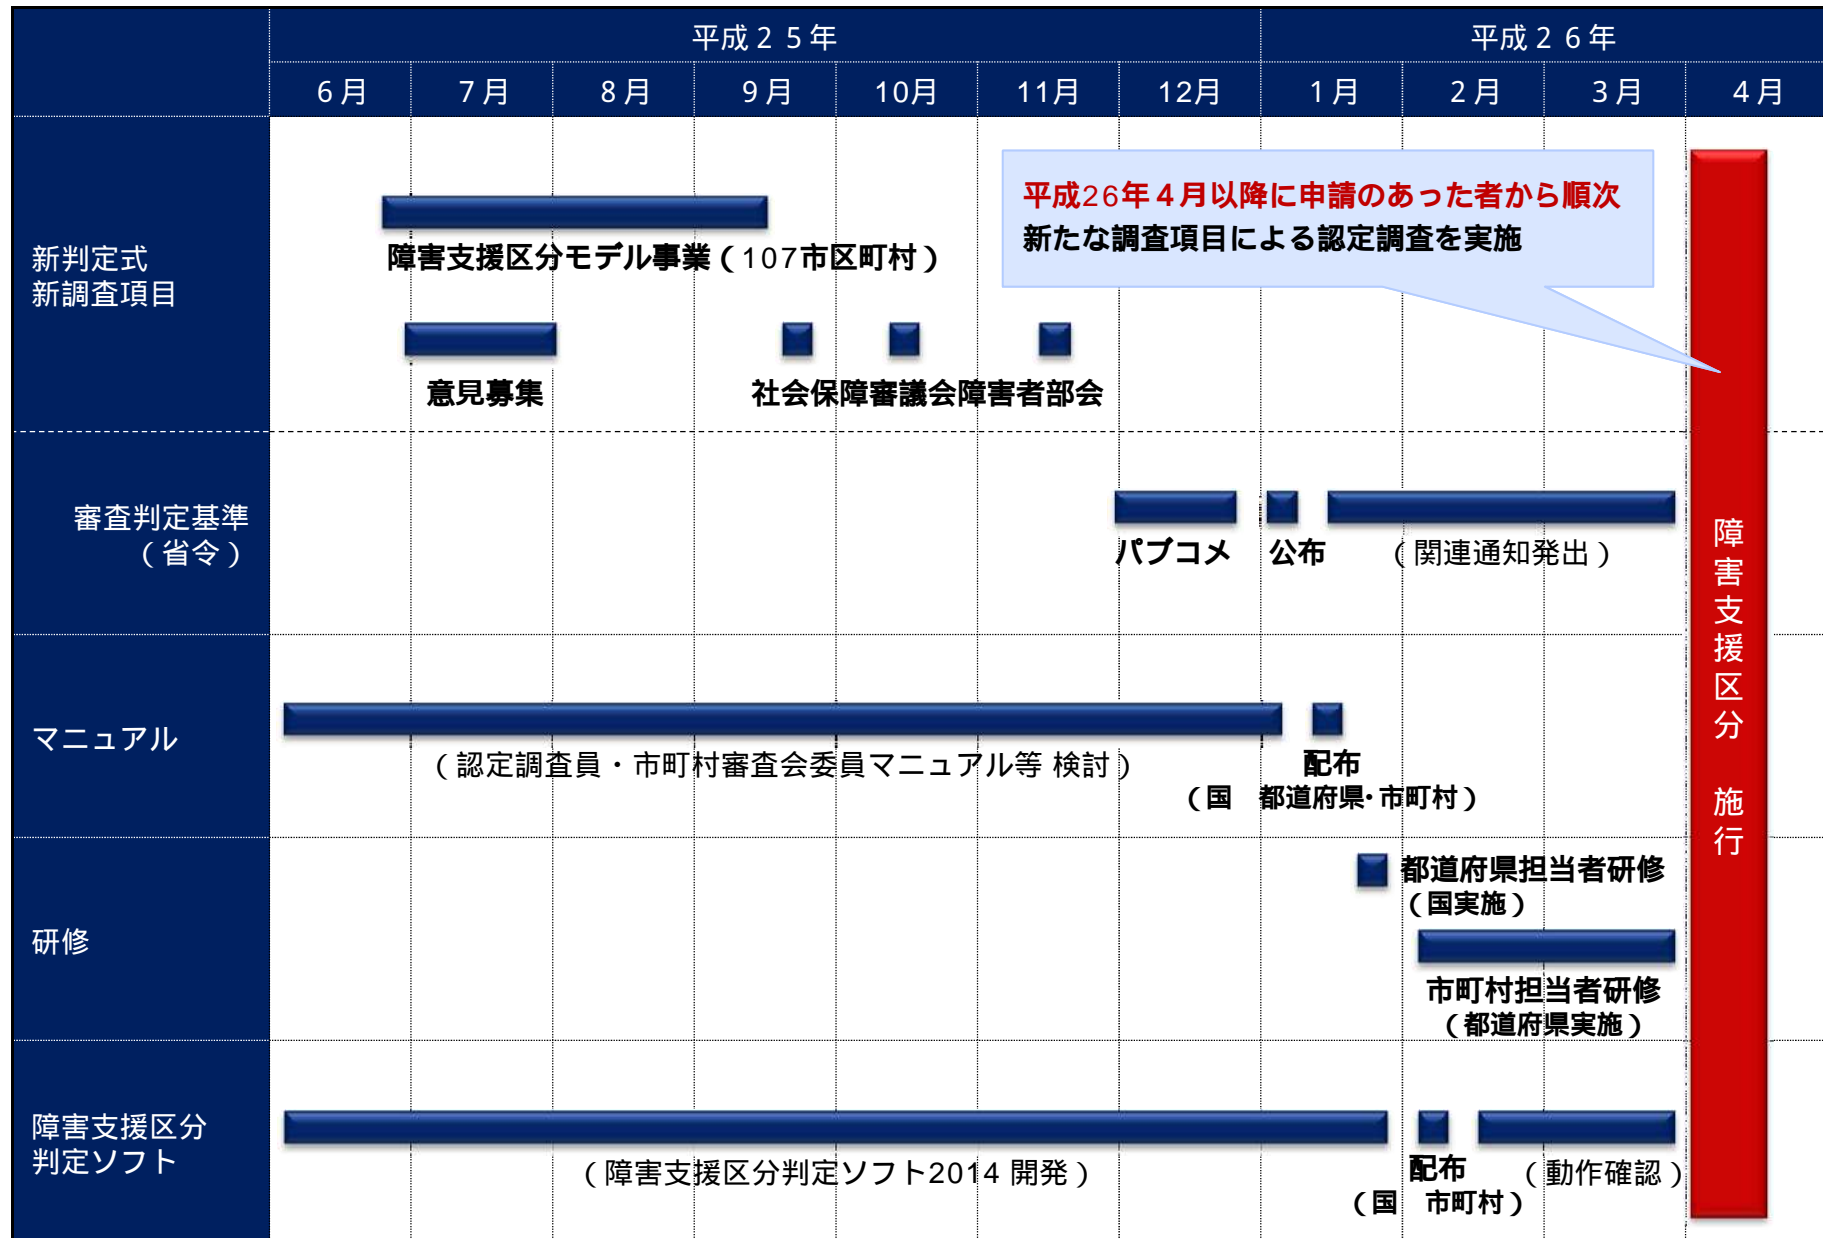 平成２５年
平成２６年
６月
７月
８月
９月
10月
11月
12月
１月
２月
３月
４月
新判定式
新調査項目
障害支援区分モデル事業（107市区町村）
意見募集
社会保障審議会障害者部会
平成26年４月以降に申請のあった者から順次
新たな調査項目による認定調査を実施
審査判定基準
（省令）
パブコメ
公布
（関連通知発出）
マニュアル
（認定調査員・市町村審査会委員マニュアル等 検討）
配布
（国　都道府県・市町村）
研修
都道府県担当者研修
（国実施）
市町村担当者研修
（都道府県実施）
障害支援区分
判定ソフト
（障害支援区分判定ソフト2014 開発）
配布
（国　市町村）
（動作確認）
障害支援区分　施行